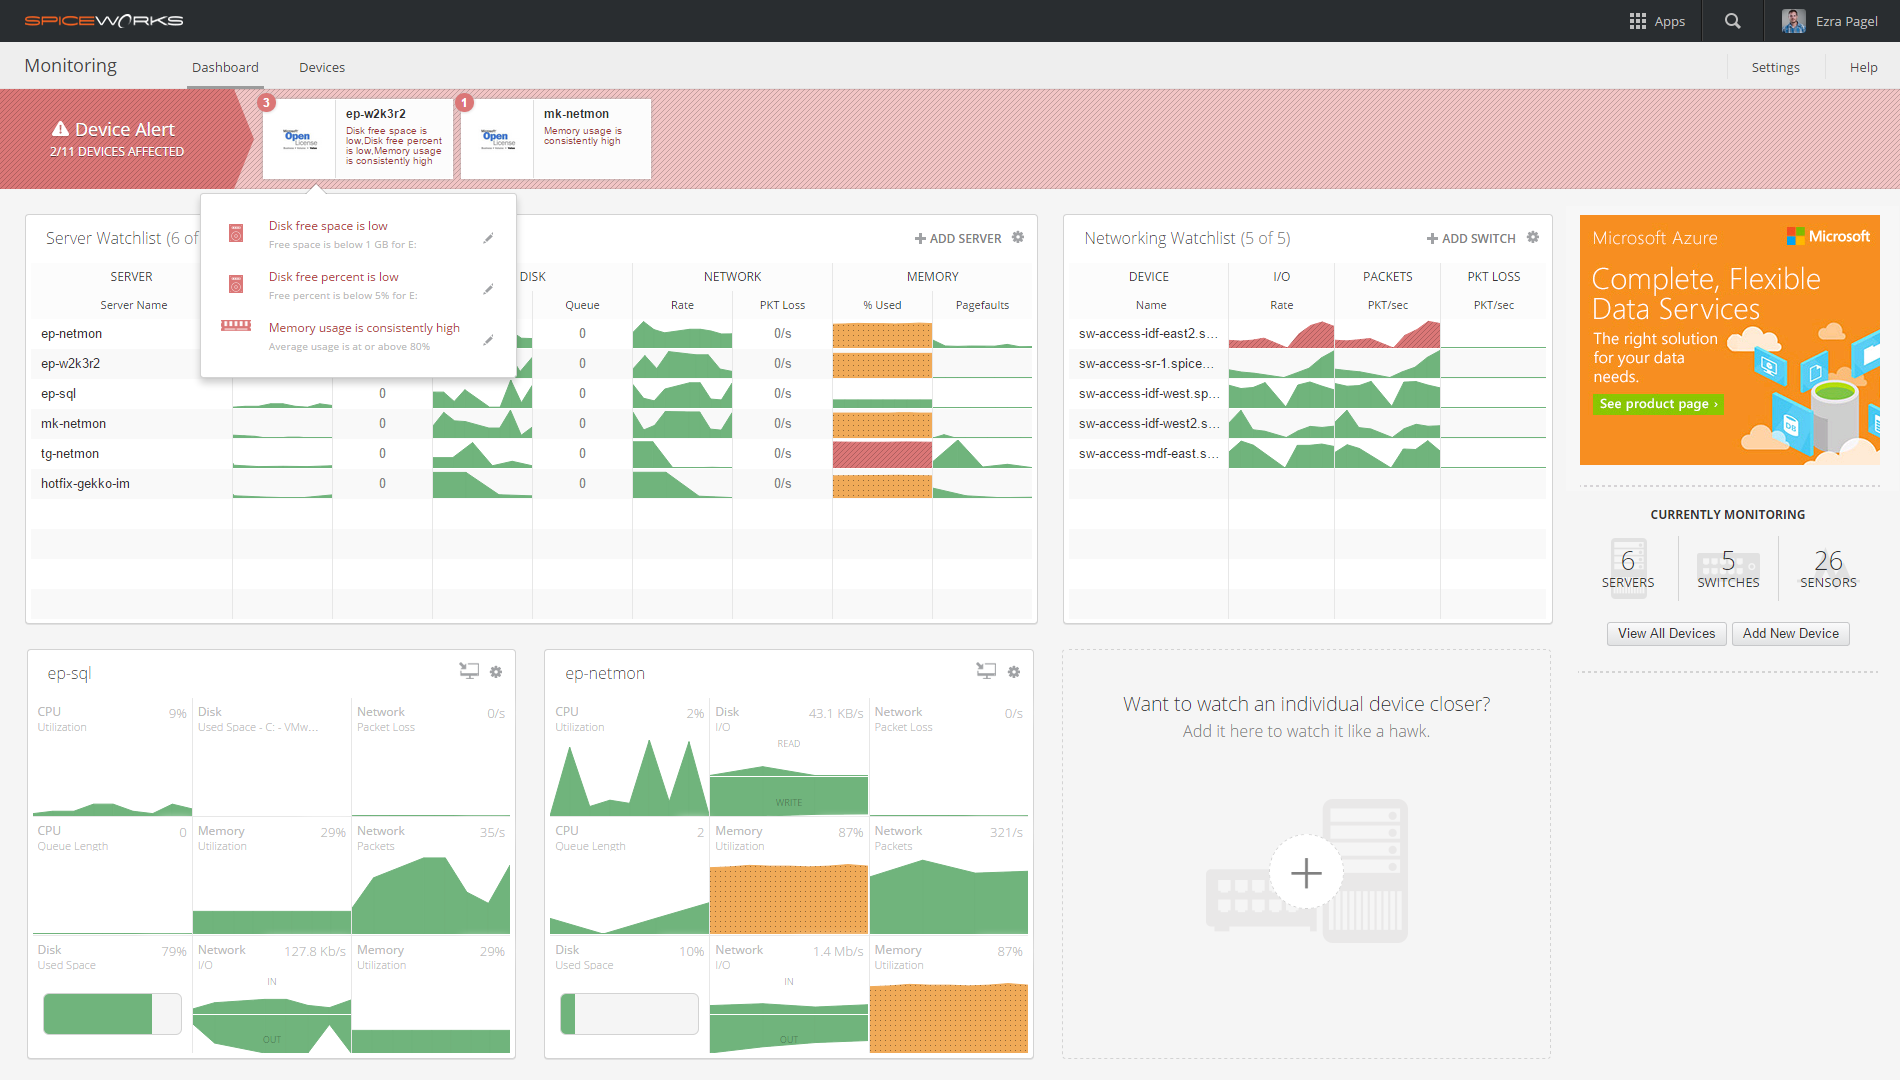 SPICEWORKS
Apps
Ezra Pagel
Monitoring
Dashboard
Devices
Settings
Help
Device Alert
2/11 DEVICES AFFECTED
3
Open
License
ep-w2k3r2
Disk free space is
low,Disk free percent
is low,Memory usage
is consistently high
1
Open
License
mk-netmon
Memory usage is
consistently high
Disk free space is low
Free space is below 1 GB for E:
Disk free percent is low
Free percent is below 5% for E:
Memory usage is consistently high
Average usage is at or above 80%
Server Watchlist (6 of
ADD SERVER
SERVER DISK NETWORK MEMORY
Server Name Queue Rate PKT Loss % Used Pagefaults
ep-netmon 0 0/s
ep-w2k3r2 0 0/s
ep-sql 0 0 0/s
mk-netmon 0 0 0/s
tg-netmon 0 0 0/s
hotfix-gekko-im 0 0 0/s
Networking Watchlist (5 of 5)
ADD SWITCH
DEVICE I/O PACKETS PKT LOSS
Name Rate PKT/sec PKT/sec
sw-access-idf-east2.s...
sw-access-sr-1.spice...
sw-access-idf-west.sp...
sw-access-idf-west2.s...
sw-access-mdf-east.s...
Microsoft Azure
Microsoft
Complete, Flexible
Data Services
The right solution
for your data
needs.
See product page ›
DB
CURRENTLY MONITORING
6 5 26
SERVERS SWITCHES SENSORS
View All Devices
Add New Device
ep-sql
CPU 9%
Utilization
Disk
Used Space - C: - VMw...
Network 0/s
Packet Loss
CPU 0
Queue Length
Memory 29%
Utilization
Network 35/s
Packets
Disk 79%
Used Space
Network 127.8 Kb/s
I/O
IN
OUT
Memory 29%
Utilization
ep-netmon
CPU 2%
Utilization
Disk 43.1 KB/s
I/O
READ
WRITE
Network 0/s
Packet Loss
CPU 2
Queue Length
Memory 87%
Utilization
Network 321/s
Packets
Disk 10%
Used Space
Network 1.4 Mb/s
I/O
IN
OUT
Memory 87%
Utilization
Want to watch an individual device closer?
Add it here to watch it like a hawk.